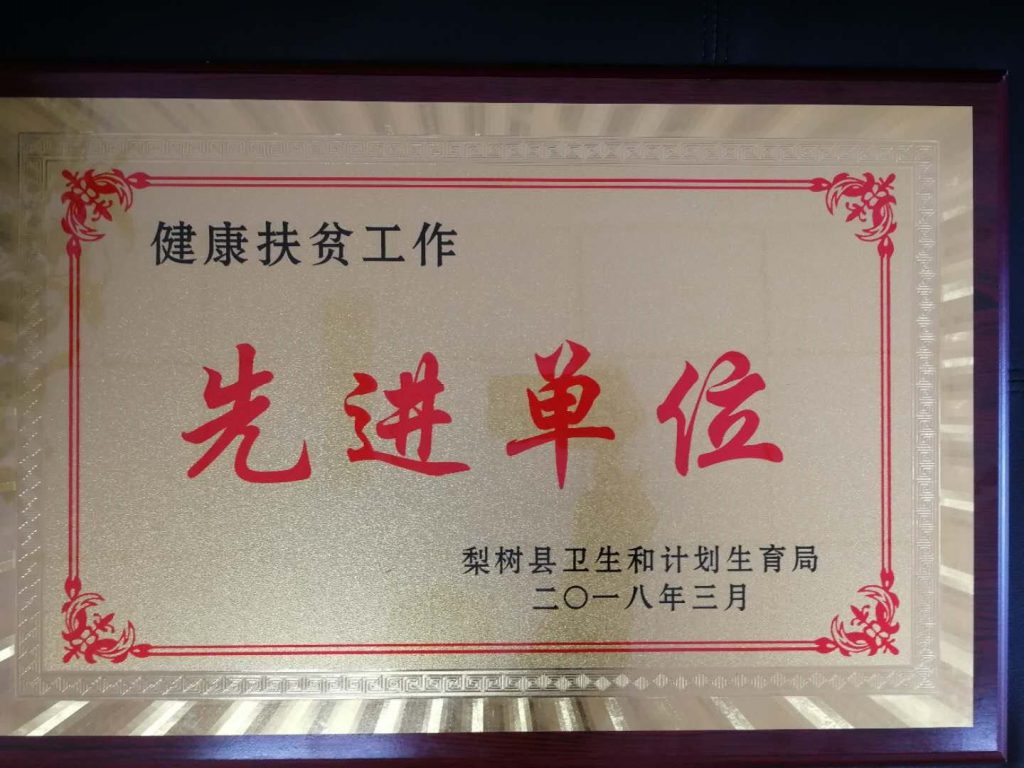 健康扶贫工作
先进单位
梨树县卫生和计划生育局
二〇一八年三月